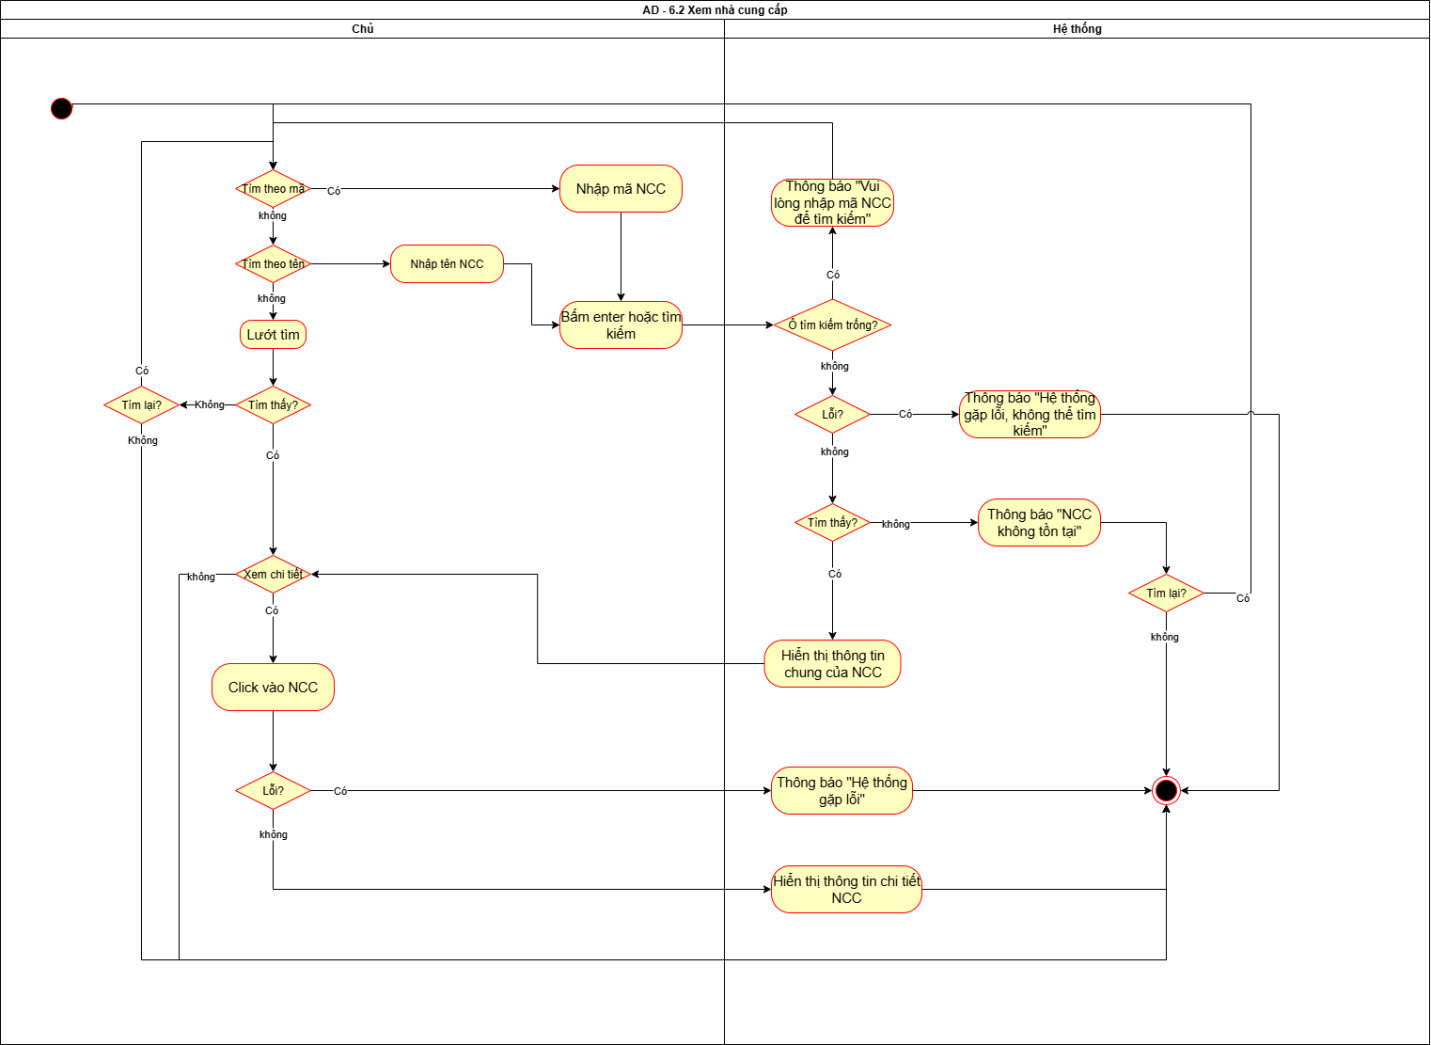 AD - 6.2 Xem nhà cung cấp
Chủ
Hệ thống
Tìm theo mã
Có
Nhập mã NCC
Thông báo "Vui
lòng nhập mã NCC
để tìm kiếm"
không
Tìm theo tên
Nhập tên NCC
Có
không
Lướt tìm
Bấm enter hoặc tìm
kiếm
Ô tìm kiếm trống?
không
Có
Tìm lại?
Không
Tìm thấy?
Lỗi?
Có
Thông báo "Hệ thống
gặp lỗi, không thể tìm
kiếm"
Không
Có
không
Tìm thấy?
không
Thông báo "NCC
không tồn tại"
không
Xem chi tiết
Có
Tìm lại?
Có
Có
không
Hiển thị thông tin
chung của NCC
Click vào NCC
Lỗi?
Có
Thông báo "Hệ thống
gặp lỗi"
không
Hiển thị thông tin chi tiết
NCC